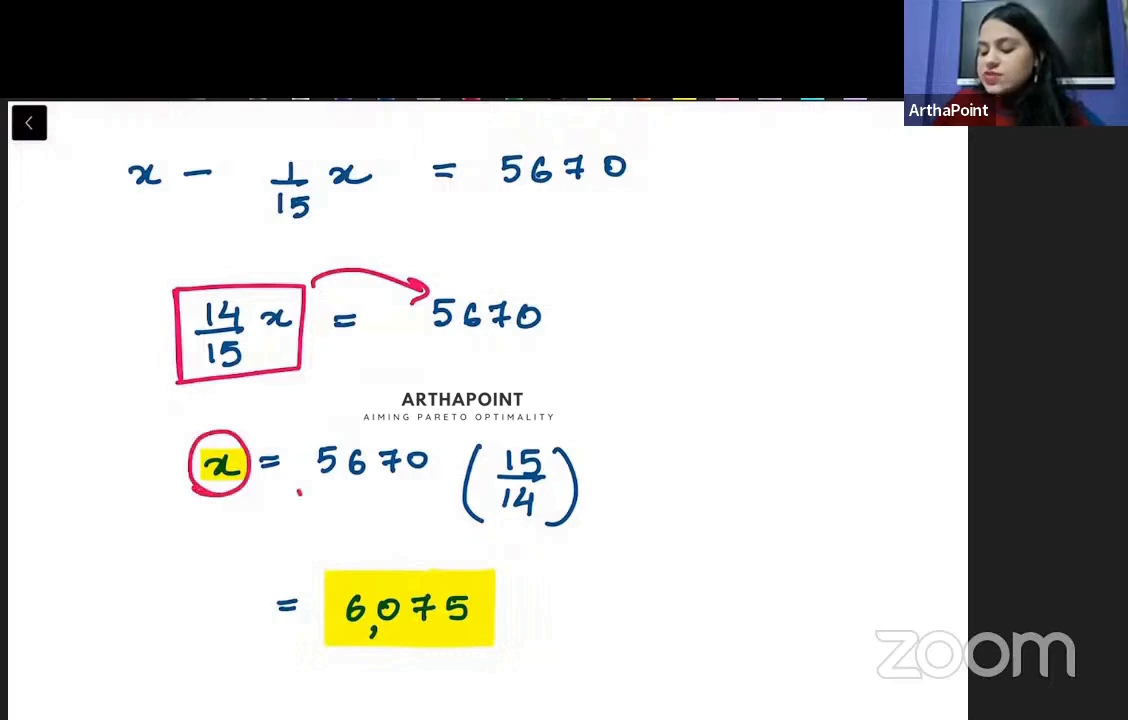 ArthaPoint
x - 1/15 x = 5670
14/15 x = 5670
ARTHAPOINT
AIMING PARETO OPTIMALITY
x = 5670 (15/14)
= 6,075
zoom